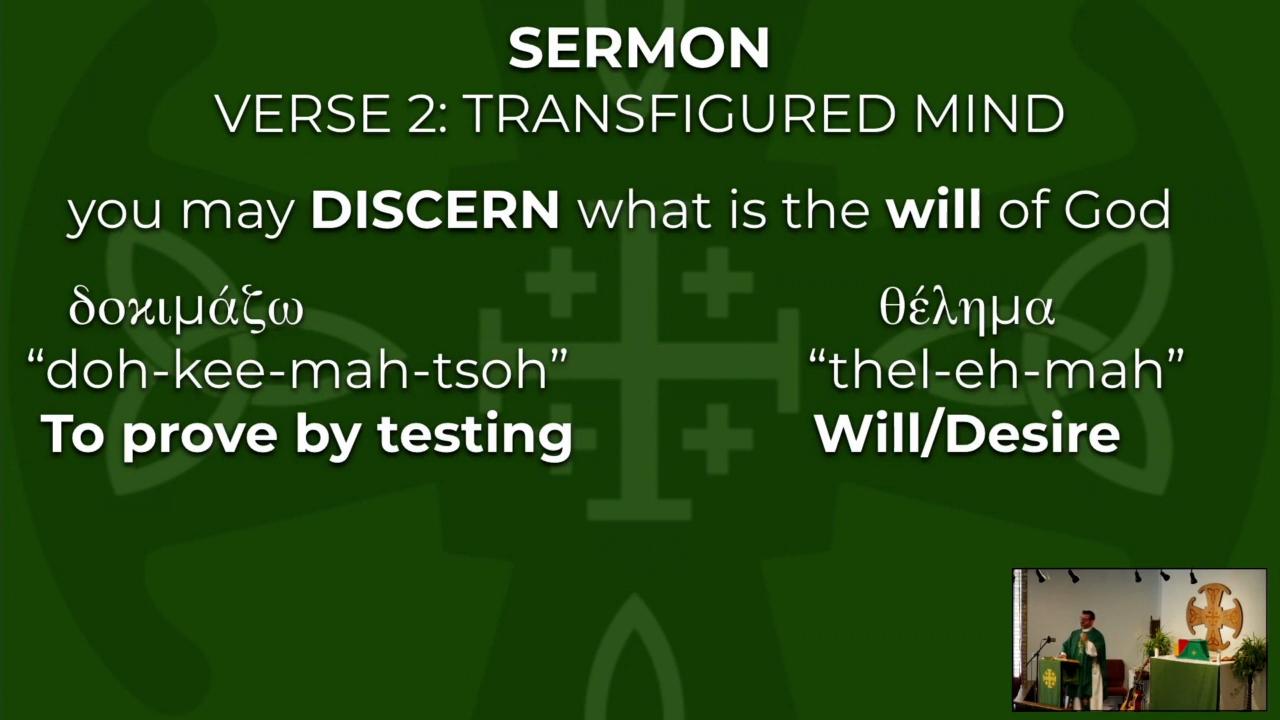 SERMON
VERSE 2: TRANSFIGURED MIND
you may DISCERN what is the will of God
δοκιμάζω
θέλημα
“doh-kee-mah-tsoh”
“thel-eh-mah”
To prove by testing
Will/Desire